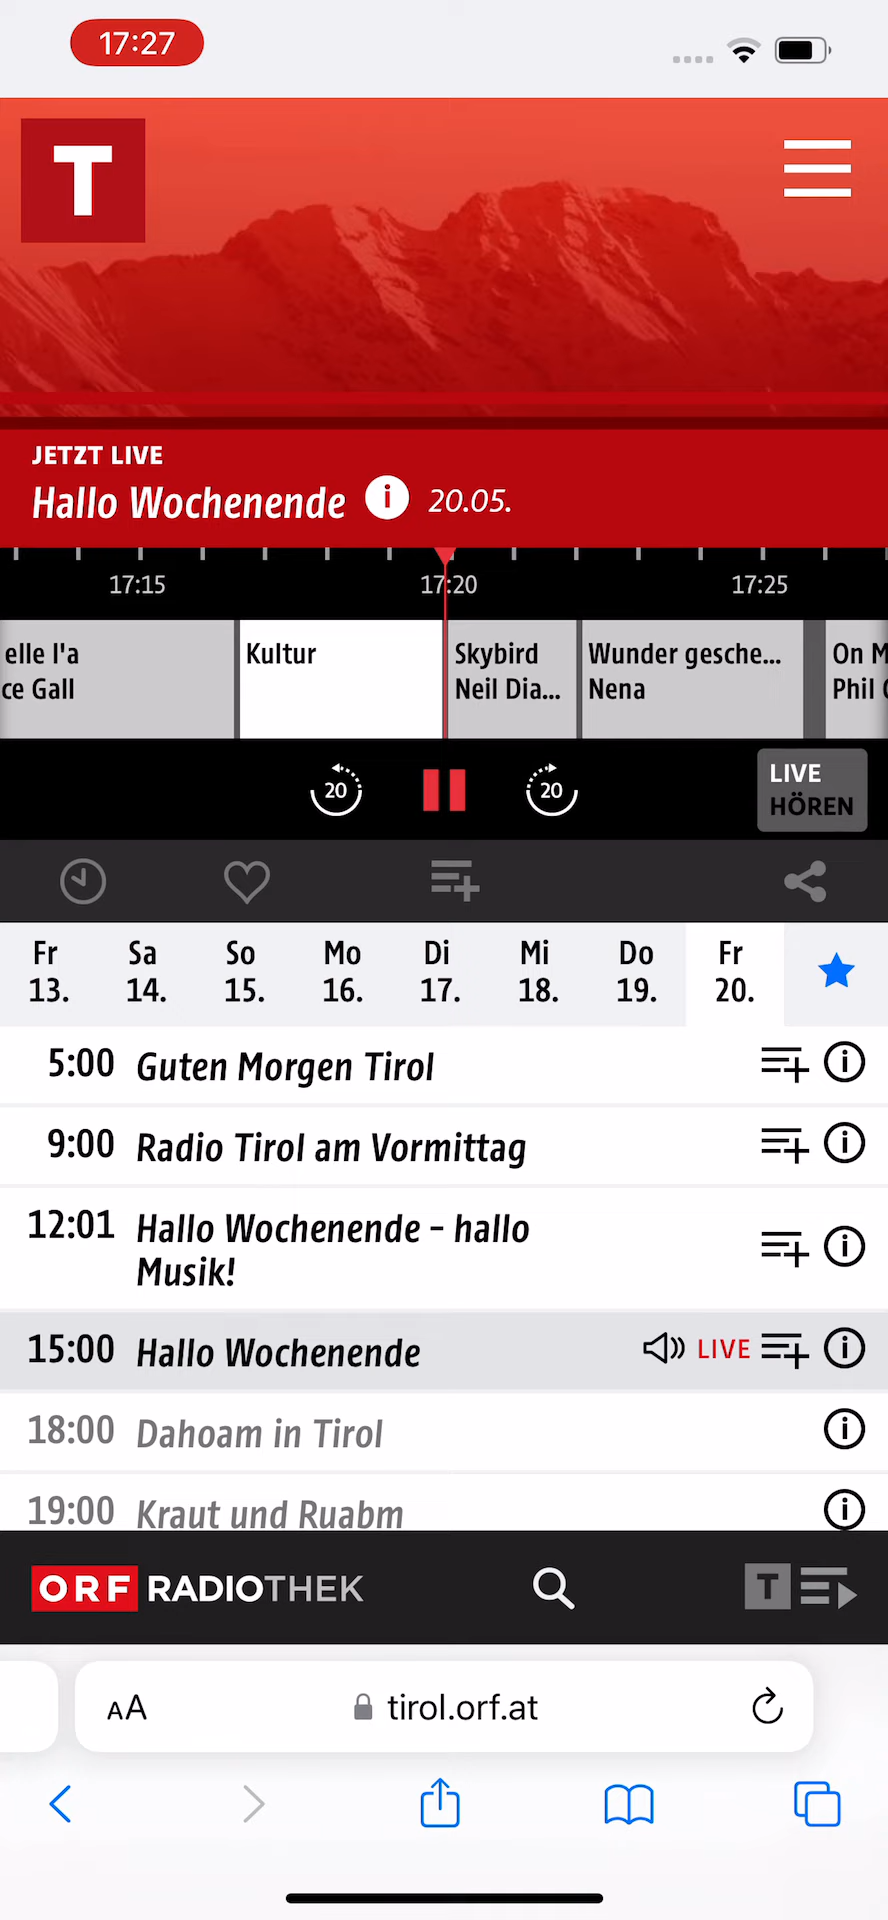 17:27
T
JETZT LIVE
Hallo Wochenende i 20.05.
17:15 17:20 17:25
elle l'a
ce Gall
Kultur
Skybird
Neil Dia...
Wunder gesche...
Nena
On M
Phil
20
20
LIVE
HÖREN
Fr
13.
Sa
14.
So
15.
Mo
16.
Di
17.
Mi
18.
Do
19.
Fr
20.
5:00 Guten Morgen Tirol
9:00 Radio Tirol am Vormittag
12:01 Hallo Wochenende – hallo
Musik!
15:00 Hallo Wochenende LIVE
18:00 Dahoam in Tirol
19:00 Kraut und Ruabm
ORF RADIOTHEK T
AA tirol.orf.at